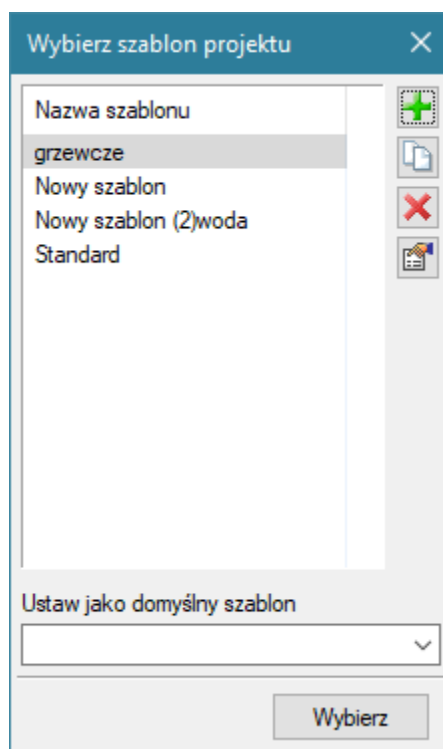 Wybierz szablon projektu
Nazwa szablonu
grzewcze
Nowy szablon
Nowy szablon (2)woda
Standard
Ustaw jako domyślny szablon
Wybierz